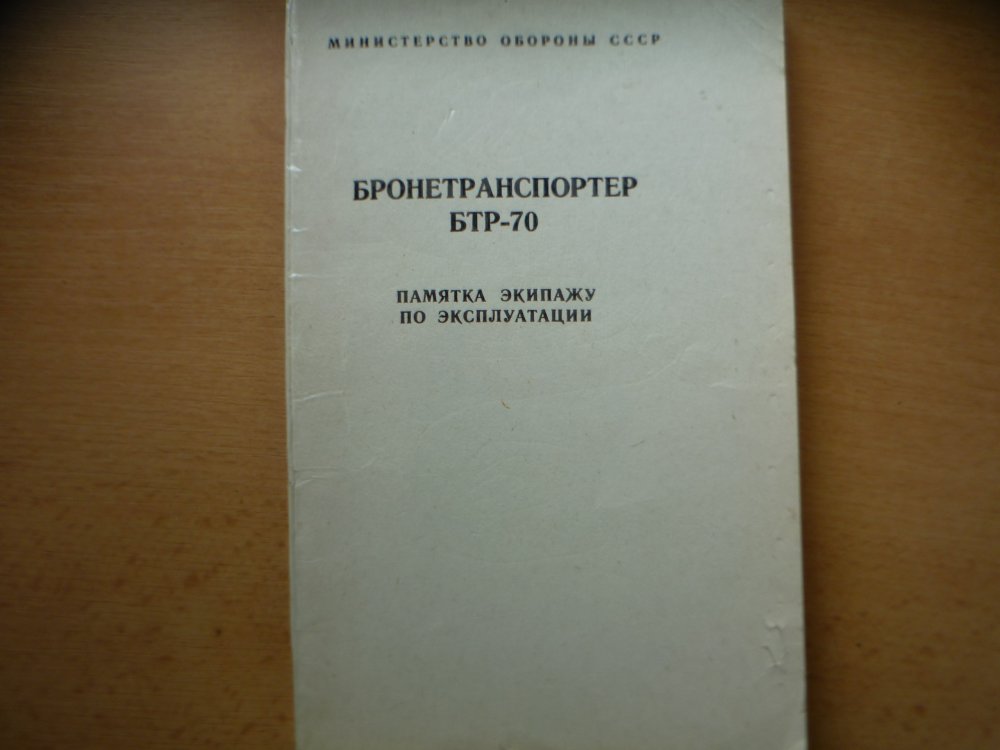 МИНИСТЕРСТВО ОБОРОНЫ СССР
БРОНЕТРАНСПОРТЕР
БТР-70
ПАМЯТКА ЭКИПАЖУ
ПО ЭКСПЛУАТАЦИИ